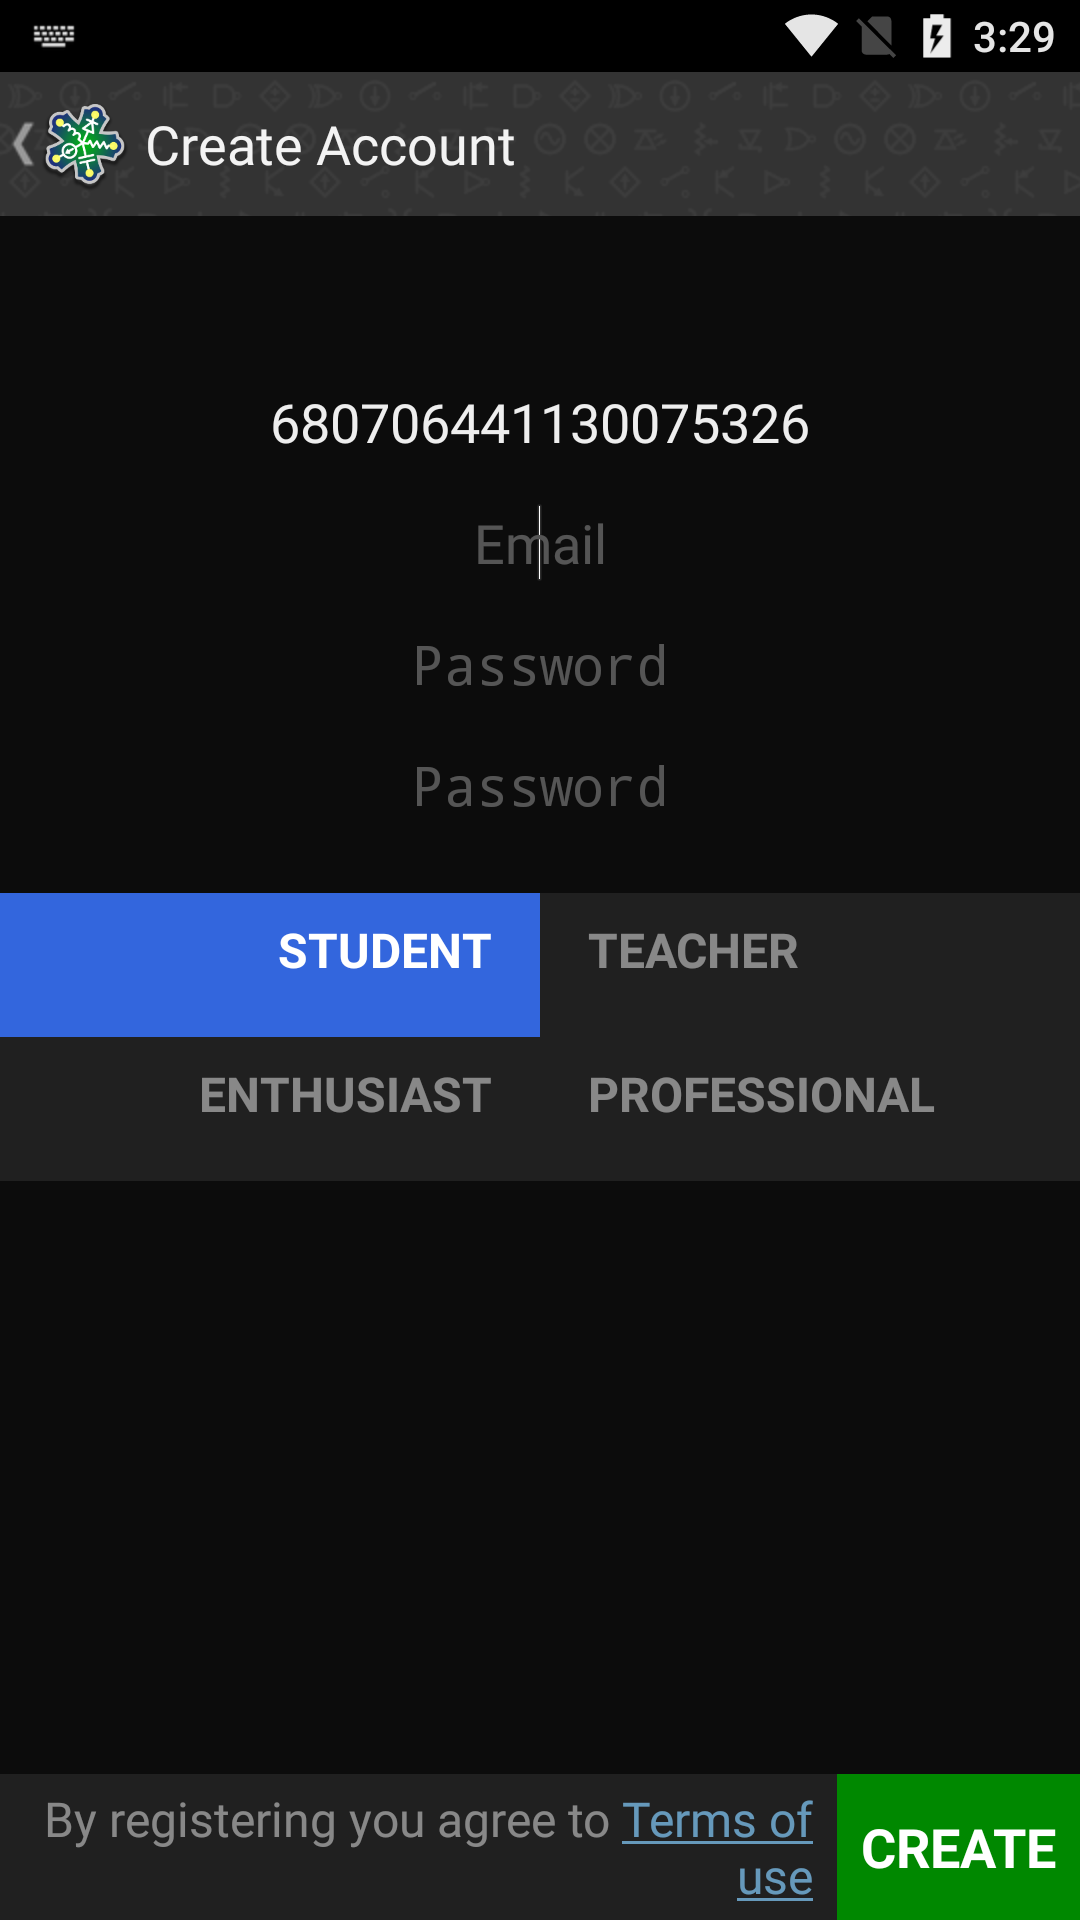 3:29
Create Account
680706441130075326
Email
Password
Password
STUDENT
TEACHER
ENTHUSIAST
PROFESSIONAL
By registering you agree to Terms of
use
CREATE